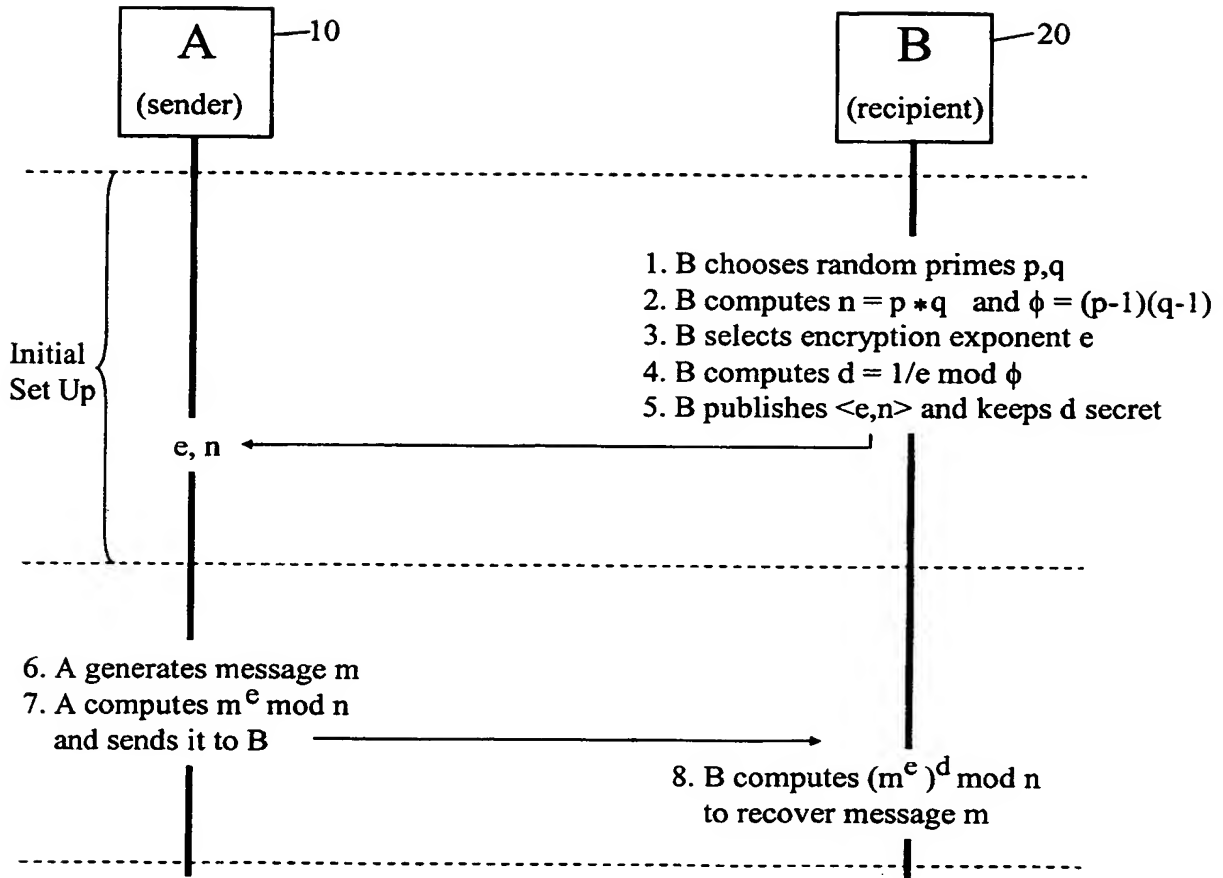 A
(sender)
10
B
(recipient)
20
Initial
Set Up
1. B chooses random primes p,q
2. B computes n = p *q and ϕ = (p-1)(q-1)
3. B selects encryption exponent e
4. B computes d = 1/e mod ϕ
5. B publishes <e,n> and keeps d secret
e, n
6. A generates message m
7. A computes m^e mod n
and sends it to B
8. B computes (m^e)^d mod n
to recover message m